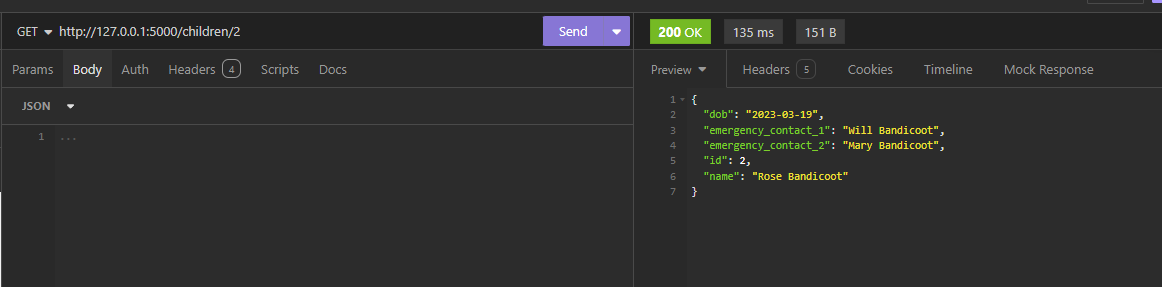 GET http://127.0.0.1:5000/children/2 Send
200 OK 135 ms 151 B
Params Body Auth Headers 4 Scripts Docs
Preview Headers 5 Cookies Timeline Mock Response
JSON
1 ...
1 {
2 "dob": "2023-03-19",
3 "emergency_contact_1": "Will Bandicoot",
4 "emergency_contact_2": "Mary Bandicoot",
5 "id": 2,
6 "name": "Rose Bandicoot"
7 }